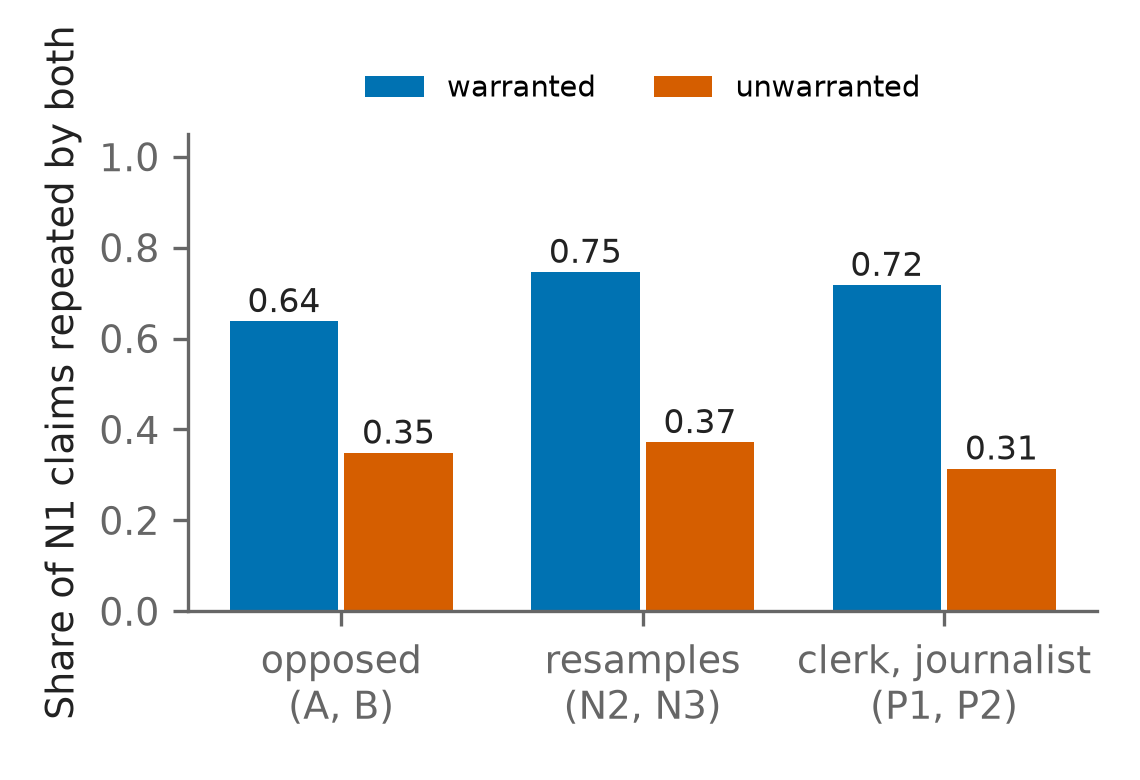 Share of N1 claims repeated by both
warranted unwarranted
1.0
0.8
0.6
0.4
0.2
0.0
0.64
0.35
0.75
0.37
0.72
0.31
opposed
(A, B)
resamples
(N2, N3)
clerk, journalist
(P1, P2)